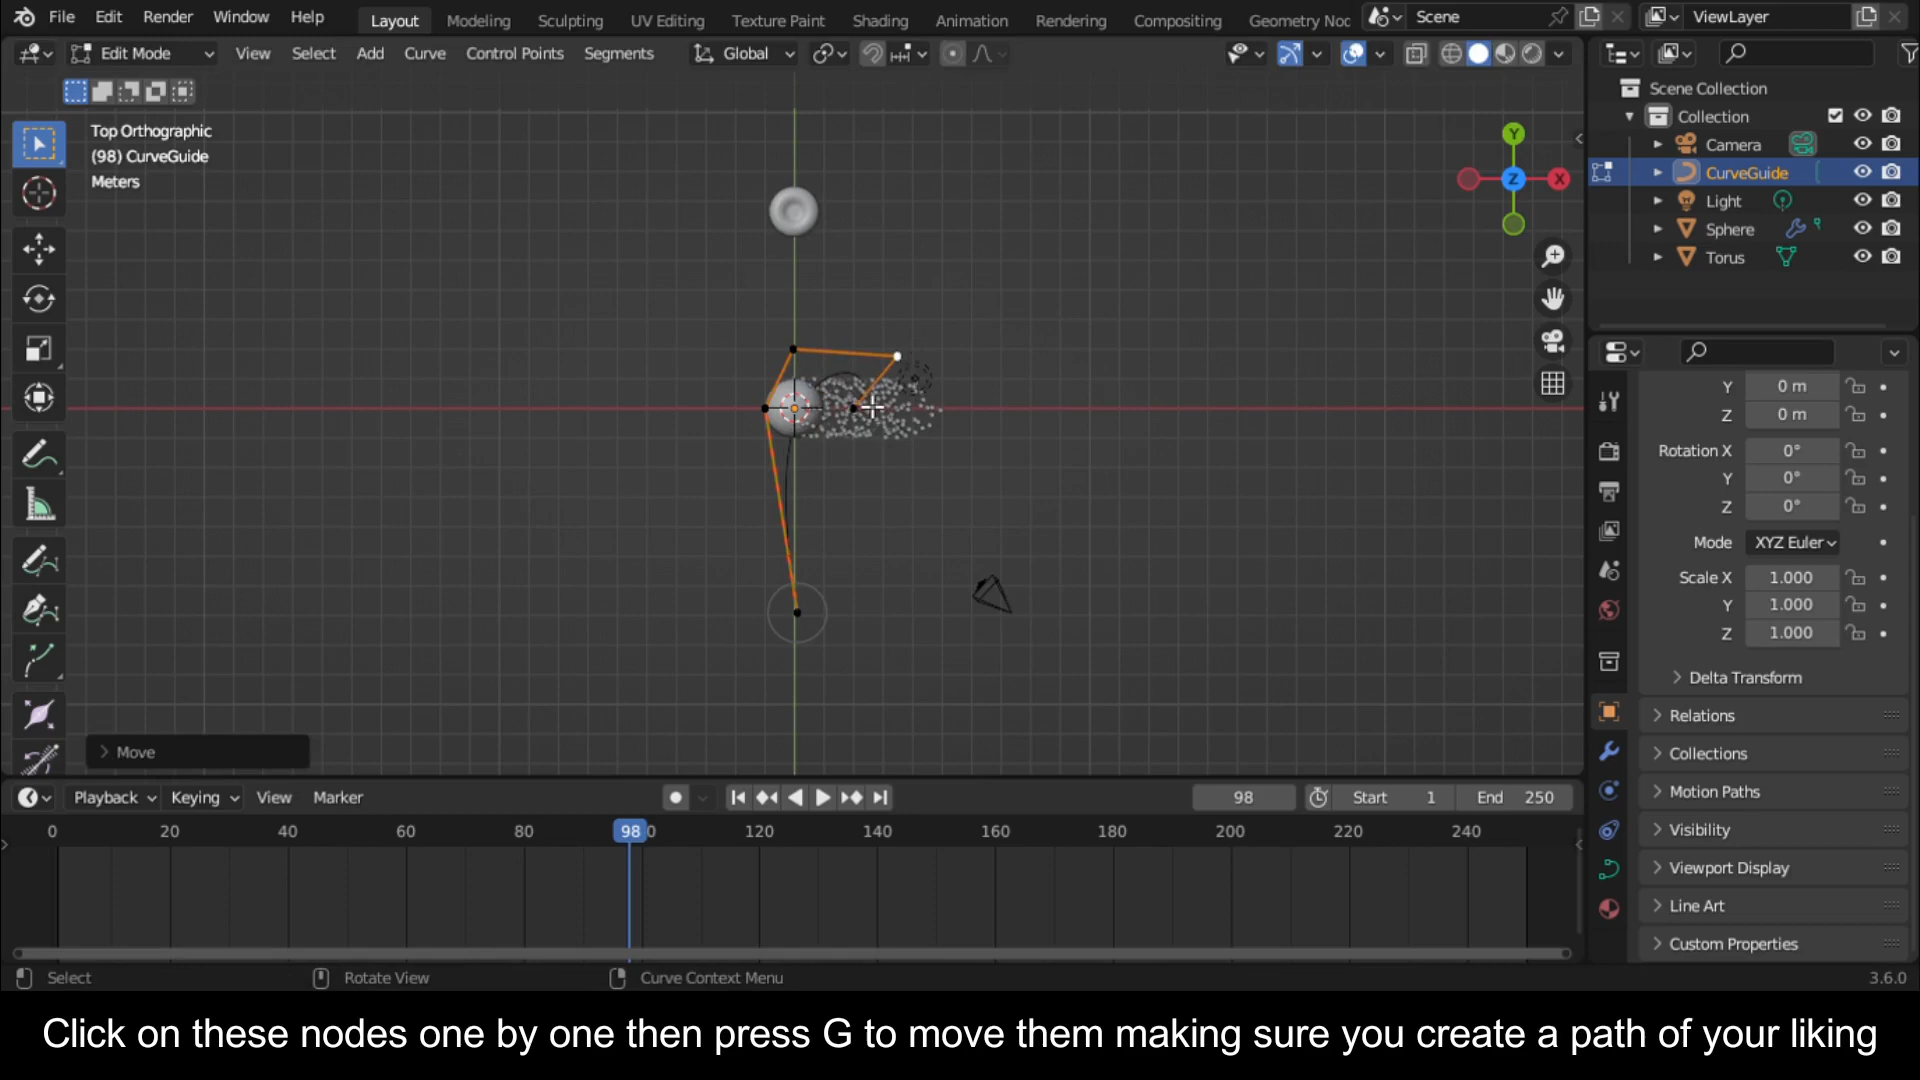 File Edit Render Window Help Layout Modeling Sculpting UV Editing Texture Paint Shading Animation Rendering Compositing Geometry Noc Scene ViewLayer
Edit Mode View Select Add Curve Control Points Segments Global
Top Orthographic
(98) CurveGuide
Meters
Y
X
Z
Scene Collection
Collection
Camera
CurveGuide
Light
Sphere
Torus
Y 0 m
Z 0 m
Rotation X 0°
Y 0°
Z 0°
Mode XYZ Euler
Scale X 1.000
Y 1.000
Z 1.000
Delta Transform
Relations
Collections
Motion Paths
Visibility
Viewport Display
Line Art
Custom Properties
Move
Playback Keying View Marker 98 Start 1 End 250
0 20 40 60 80 98 0 120 140 160 180 200 220 240
Select Rotate View Curve Context Menu 3.6.0
Click on these nodes one by one then press G to move them making sure you create a path of your liking